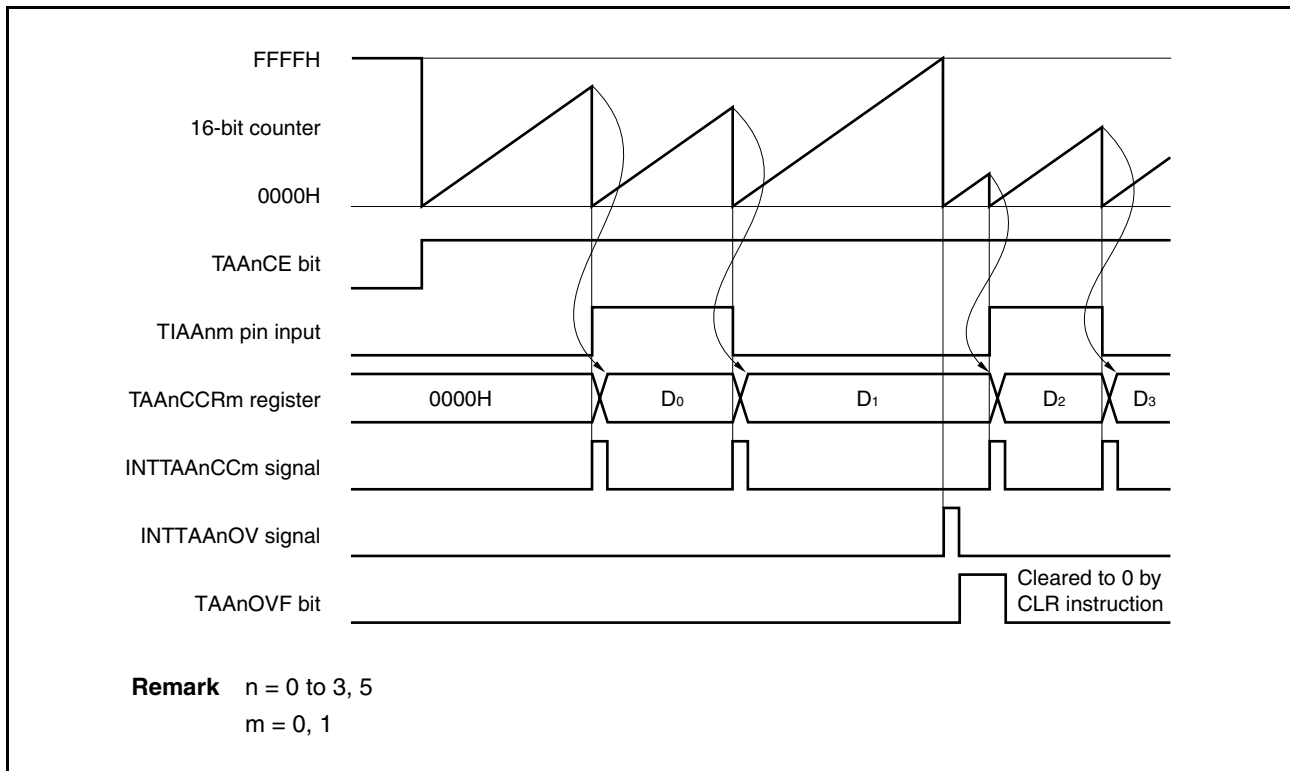 FFFFH
16-bit counter
0000H
TAAnCE bit
TIAAnm pin input
TAAnCCRm register
0000H
D0
D1
D2
D3
INTTAAnCCm signal
INTTAAnOV signal
TAAnOVF bit
Cleared to 0 by
CLR instruction
Remark n = 0 to 3, 5
m = 0, 1